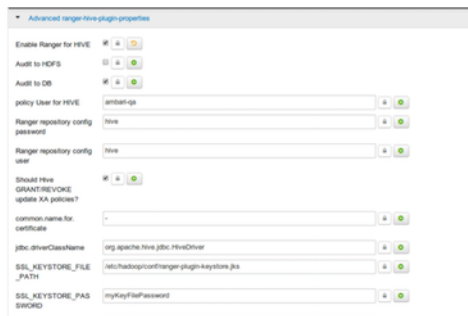 Advanced ranger-hive-plugin-properties
Enable Ranger for HIVE
Audit to HDFS
Audit to DB
policy User for HIVE
ambari-qa
Ranger repository config
password
hive
Ranger repository config
user
hive
Should Hive
GRANT/REVOKE
update XA policies?
common.name.for.
certificate
-
jdbc.driverClassName
org.apache.hive.jdbc.HiveDriver
SSL_KEYSTORE_FILE
_PATH
/etc/hadoop/conf/ranger-plugin-keystore.jks
SSL_KEYSTORE_PAS
SWORD
myKeyFilePassword